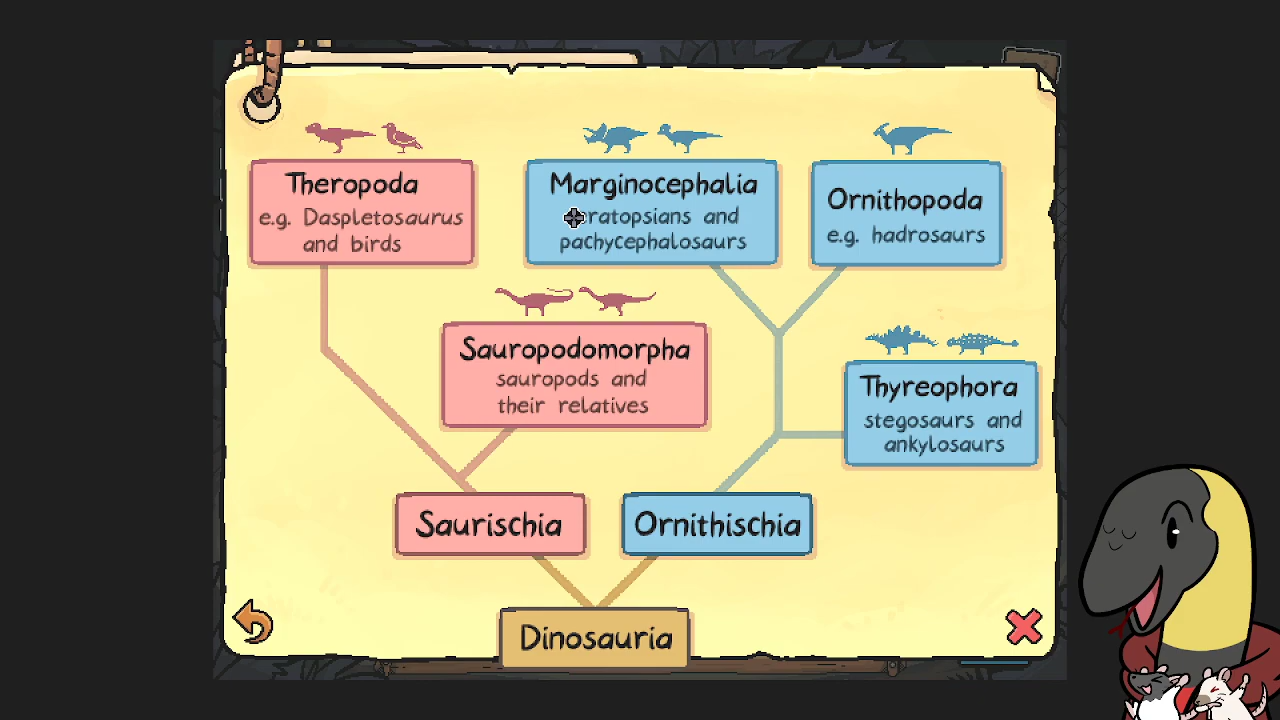 Theropoda
e.g. Daspletosaurus
and birds
Marginocephalia
ratopsians and
pachycephalosaurs
Ornithopoda
e.g. hadrosaurs
Sauropodomorpha
sauropods and
their relatives
Thyreophora
stegosaurs and
ankylosaurs
Saurischia
Ornithischia
Dinosauria